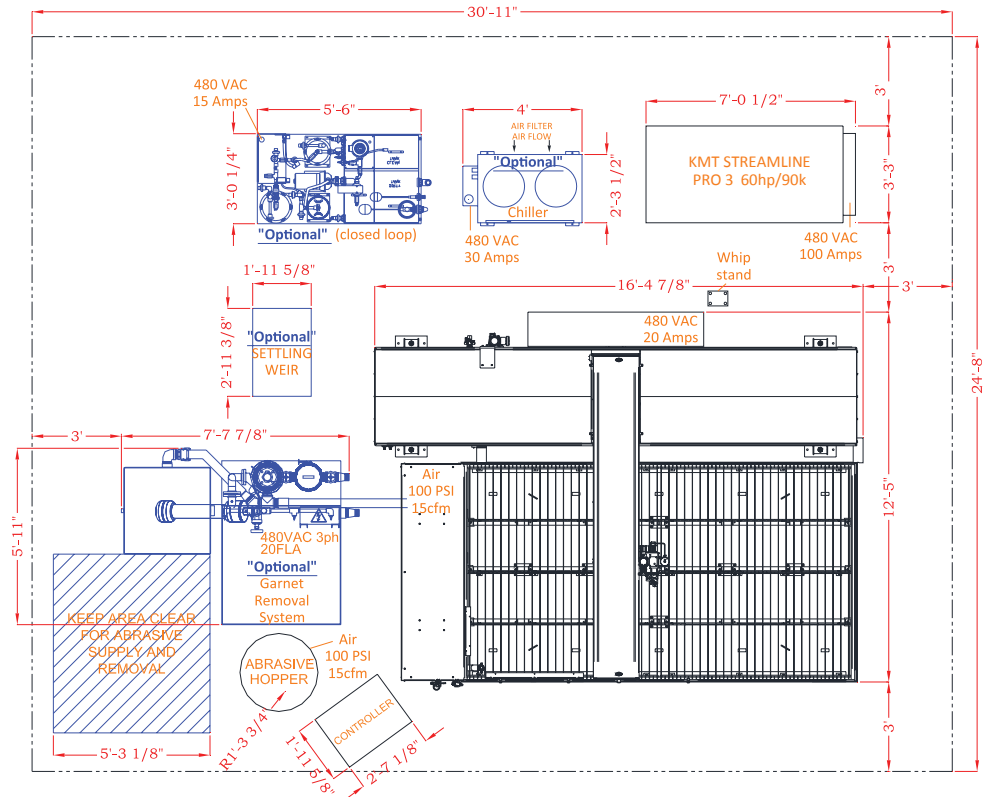 30'-11"
480 VAC
15 Amps
5'-6"
3'-0 1/4"
"Optional" (closed loop)
4'
AIR FILTER
AIR FLOW
"Optional"
Chiller
2'-3 1/2"
480 VAC
30 Amps
7'-0 1/2"
KMT STREAMLINE
PRO 3 60hp/90k
3'
3'-3"
480 VAC
100 Amps
3'
3'
24'-8"
Whip
stand
1'-11 5/8"
2'-11 3/8"
"Optional"
SETTLING
WEIR
16'-4 7/8"
480 VAC
20 Amps
12'-5"
3'
7'-7 7/8"
5'-11"
Air
100 PSI
15cfm
480VAC 3ph
20FLA
"Optional"
Garnet
Removal
System
KEEP AREA CLEAR
FOR ABRASIVE
SUPPLY AND
REMOVAL
5'-3 1/8"
Air
100 PSI
15cfm
ABRASIVE
HOPPER
R1'-3 3/4"
CONTROLLER
1'-11 5/8"
2'-7 1/8"
3'